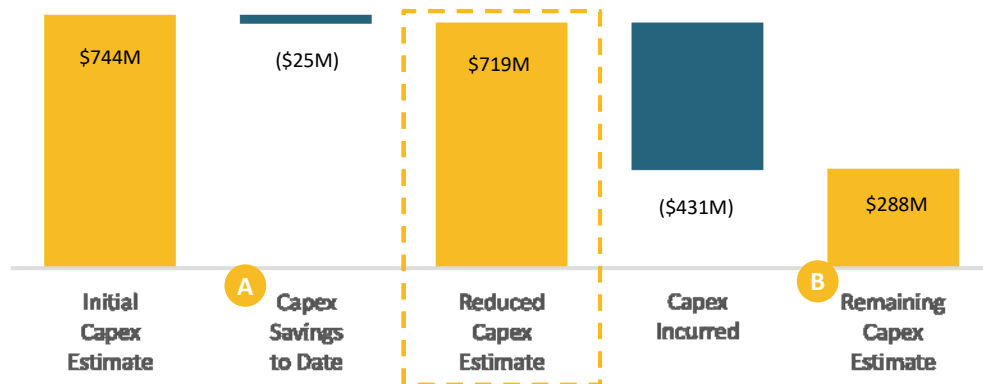 $744M
($25M)
$719M
($431M)
$288M
A
B
Initial
Capex
Estimate
Capex
Savings
to Date
Reduced
Capex
Estimate
Capex
Incurred
Remaining
Capex
Estimate